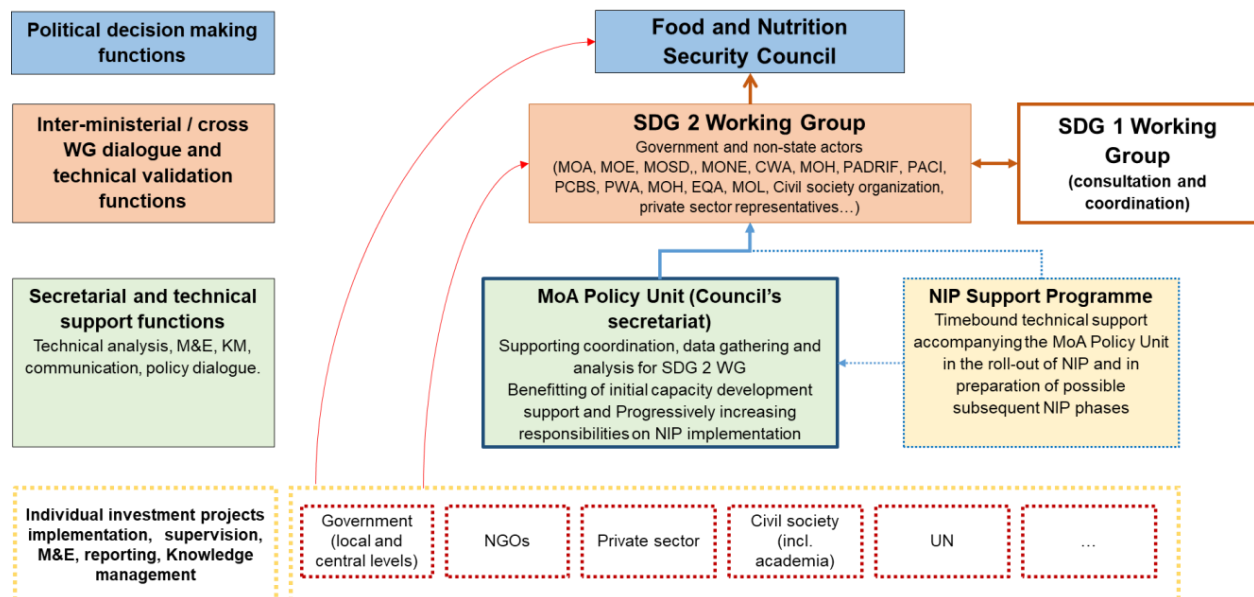 Political decision making
functions
Food and Nutrition
Security Council
Inter-ministerial / cross
WG dialogue and
technical validation
functions
SDG 2 Working Group
Government and non-state actors
(MOA, MOE, MOSD,, MONE, CWA, MOH, PADRIF, PACI,
PCBS, PWA, MOH, EQA, MOL, Civil society organization,
private sector representatives…)
SDG 1 Working
Group
(consultation and
coordination)
Secretarial and technical
support functions
Technical analysis, M&E, KM,
communication, policy dialogue.
MoA Policy Unit (Council's
secretariat)
Supporting coordination, data gathering and
analysis for SDG 2 WG
Benefitting of initial capacity development
support and Progressively increasing
responsibilities on NIP implementation
NIP Support Programme
Timebound technical support
accompanying the MoA Policy Unit
in the roll-out of NIP and in
preparation of possible
subsequent NIP phases
Individual investment projects
implementation, supervision,
M&E, reporting, Knowledge
management
Government
(local and
central levels)
NGOs
Private sector
Civil society
(incl.
academia)
UN
…